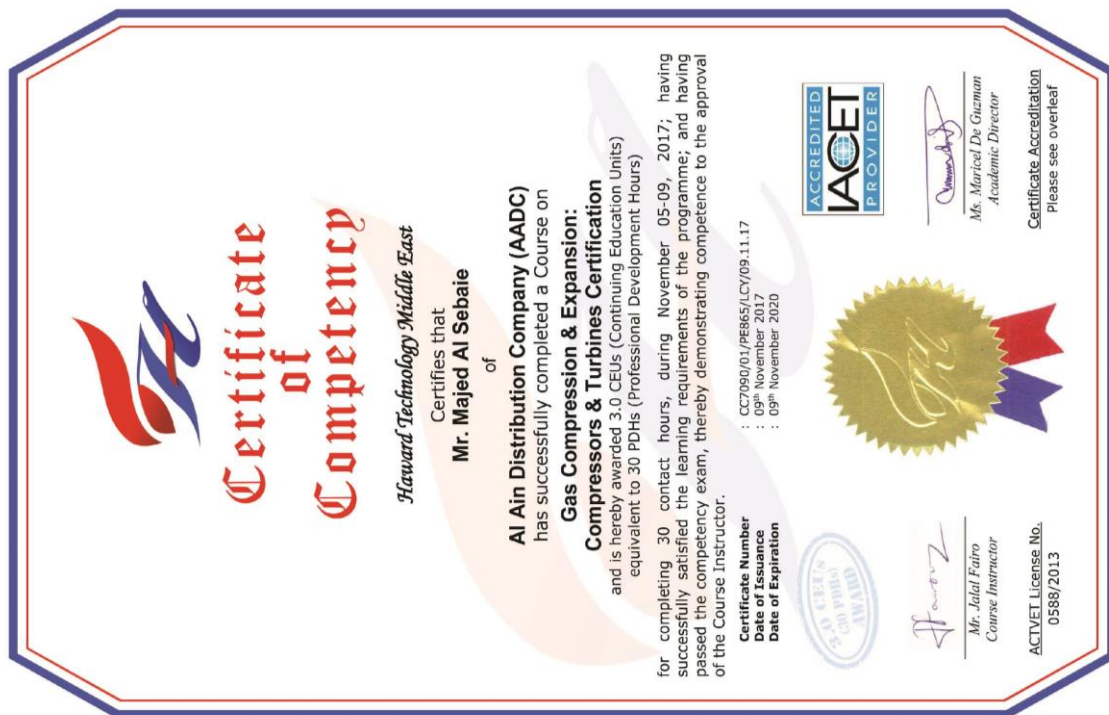 Certificate
of
Competency
Haward Technology Middle East
Certifies that
Mr. Majed Al Sebaie
of
Al Ain Distribution Company (AADC)
has successfully completed a Course on
Gas Compression & Expansion:
Compressors & Turbines Certification
and is hereby awarded 3.0 CEUs (Continuing Education Units)
equivalent to 30 PDHs (Professional Development Hours)
for completing 30 contact hours, during November 05-09, 2017; having
successfully satisfied the learning requirements of the programme; and having
passed the competency exam, thereby demonstrating competence to the approval
of the Course Instructor.
Certificate Number : CC7090/01/PE865/LCY/09.11.17
Date of Issuance : 09th November 2017
Date of Expiration : 09th November 2020
3.0 CEUs
(30 PDHs)
AWARD
ACCREDITED
IACET
PROVIDER
Mr. Jalal Fairo
Course Instructor
Ms. Maricel De Guzman
Academic Director
ACTVET License No.
0588/2013
Certificate Accreditation
Please see overleaf